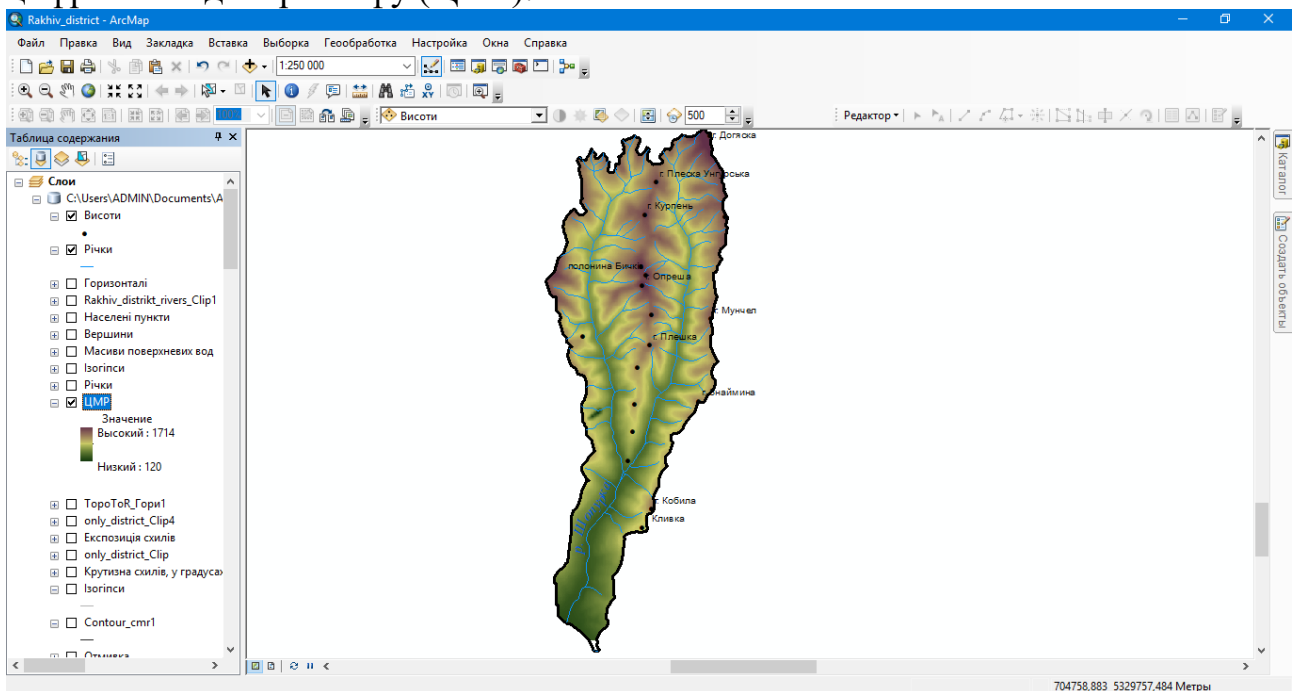 Rakhiv_district - ArcMap
Файл Правка Вид Закладка Вставка Выборка Геообработка Настройка Окна Справка
1:250 000
Висоти
500
Редактор
Таблица содержания
Слои
C:\Users\ADMIN\Documents\A
Висоти
Річки
Горизонталі
Rakhiv_distrikt_rivers_Clip1
Населені пункти
Вершини
Масиви поверхневих вод
Ізогіпси
Річки
ЦМР
Значение
Высокий : 1714
Низкий : 120
TopoToR_Гори1
only_district_Clip4
Експозиція схилів
only_district_Clip
Крутизна схилів, у градусах
Ізогіпси
Contour_cmr1
г. Догяска
г. Плеска Унгорська
г. Курпень
полонина Бичка
г. Опреша
г. Мунчел
г. Плешка
г. Знаймина
г. Кобила
Кливка
р. Шопурка
Каталог
Создать объекты
704758,883 5329757,484 Метры